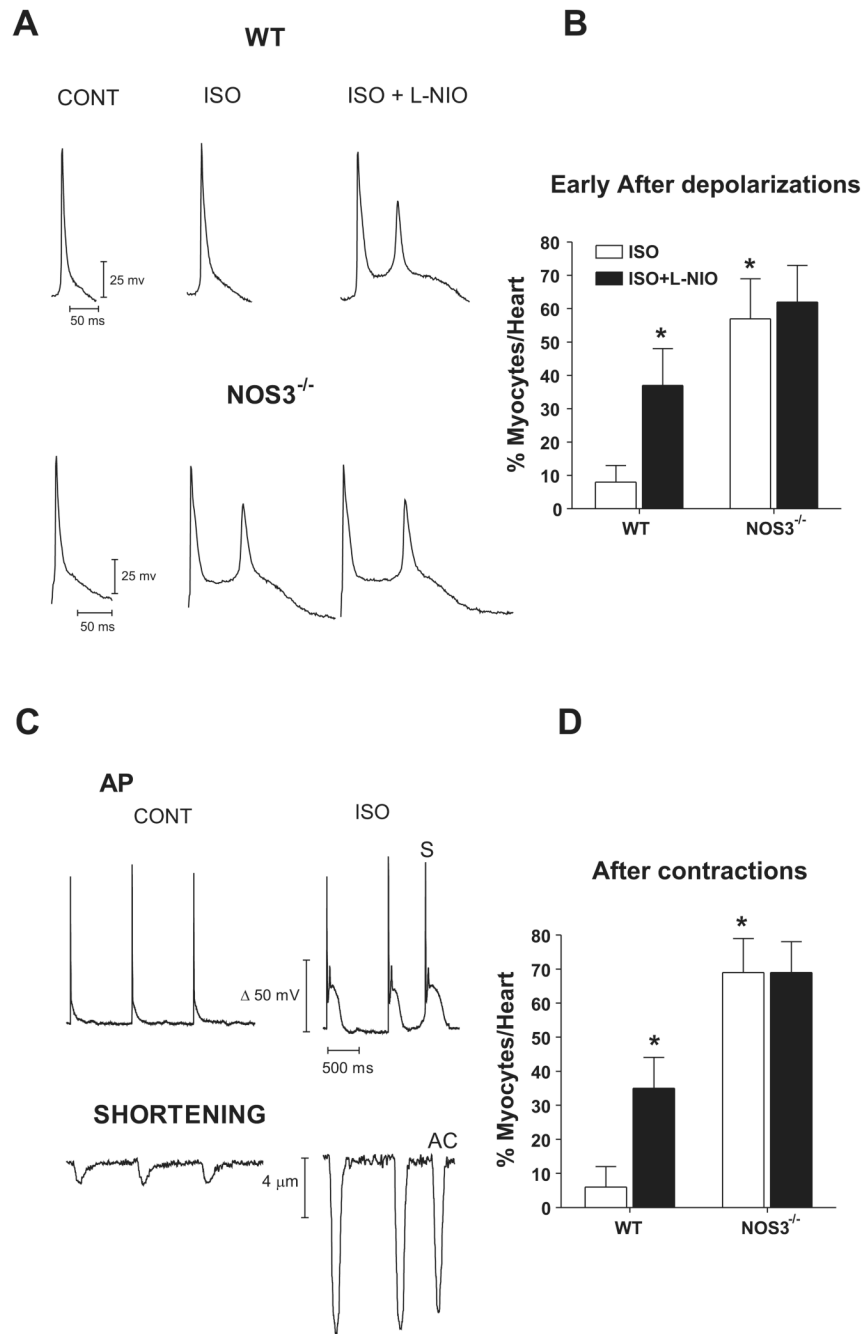 A
B
WT
CONT
ISO
ISO + L-NIO
25 mv
50 ms
Early After depolarizations
80
70
60
50
40
30
20
10
0
% Myocytes/Heart
ISO
ISO+L-NIO
*
*
WT
NOS3-/-
NOS3-/-
25 mv
50 ms
C
D
AP
CONT
ISO
S
Δ 50 mV
500 ms
SHORTENING
AC
4 μm
After contractions
80
70
60
50
40
30
20
10
0
% Myocytes/Heart
*
*
WT
NOS3-/-